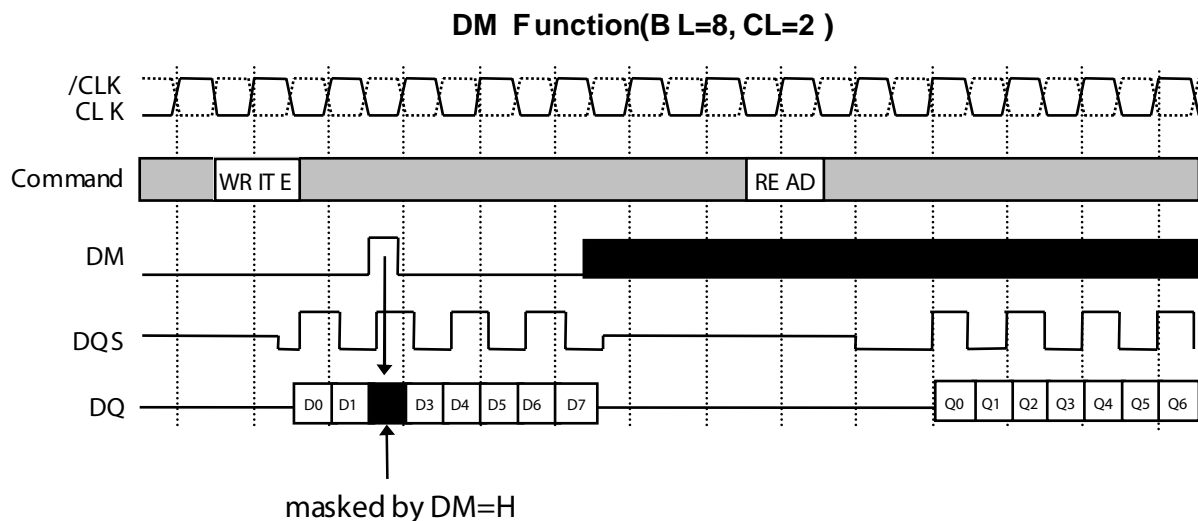 DM Function(BL=8, CL=2 )
/CLK
CLK
Command
WRITE
READ
DM
DQS
DQ
D0 D1 D3 D4 D5 D6 D7
Q0 Q1 Q2 Q3 Q4 Q5 Q6
masked by DM=H